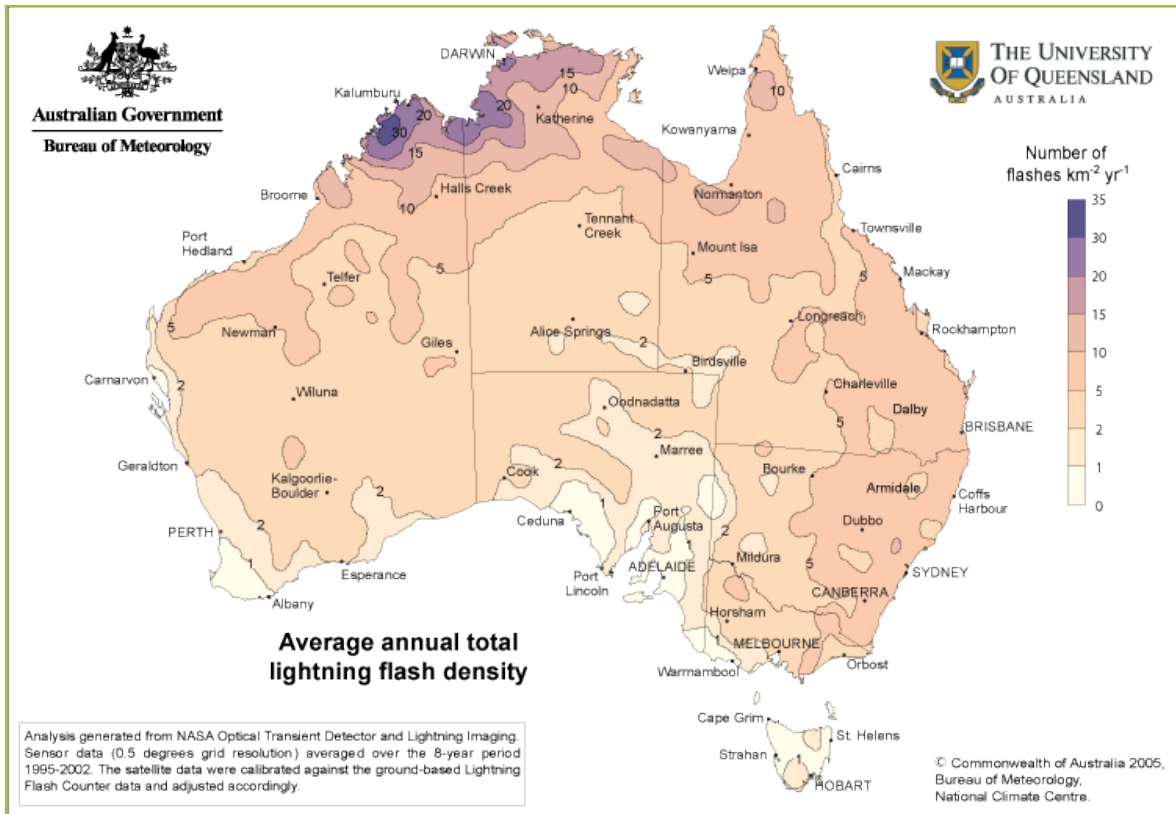 Australian Government
Bureau of Meteorology
THE UNIVERSITY
OF QUEENSLAND
AUSTRALIA
Number of
flashes km-2 yr-1
35
30
20
15
10
5
2
1
0
DARWIN
Kalumburu
15
10
20
20
30
15
Katherine
Weipa
10
Kowanyama
Cairns
Broome
Halls Creek
10
Normanton
Tennant
Creek
Townsville
Port
Hedland
Mount Isa
5
5
5
Mackay
Telfer
5
Newman
Alice Springs
Longreach
Rockhampton
Giles
2
Birdsville
Carnarvon
2
Wiluna
Charleville
Oodnadatta
Dalby
5
BRISBANE
2
Marree
Geraldton
Cook
2
Bourke
Kalgoorlie-
Boulder
2
Armidale
Coffs
Harbour
1
Ceduna
Port
Augusta
Dubbo
PERTH
2
2
1
1
Mildura
5
Esperance
Port
Lincoln
ADELAIDE
SYDNEY
CANBERRA
Albany
Horsham
1
MELBOURNE
Orbost
Warrnambool
Average annual total
lightning flash density
Cape Grim
St. Helens
Strahan
1
HOBART
Analysis generated from NASA Optical Transient Detector and Lightning Imaging.
Sensor data (0.5 degrees grid resolution) averaged over the 8-year period
1995-2002. The satellite data were calibrated against the ground-based Lightning
Flash Counter data and adjusted accordingly.
© Commonwealth of Australia 2005,
Bureau of Meteorology,
National Climate Centre.